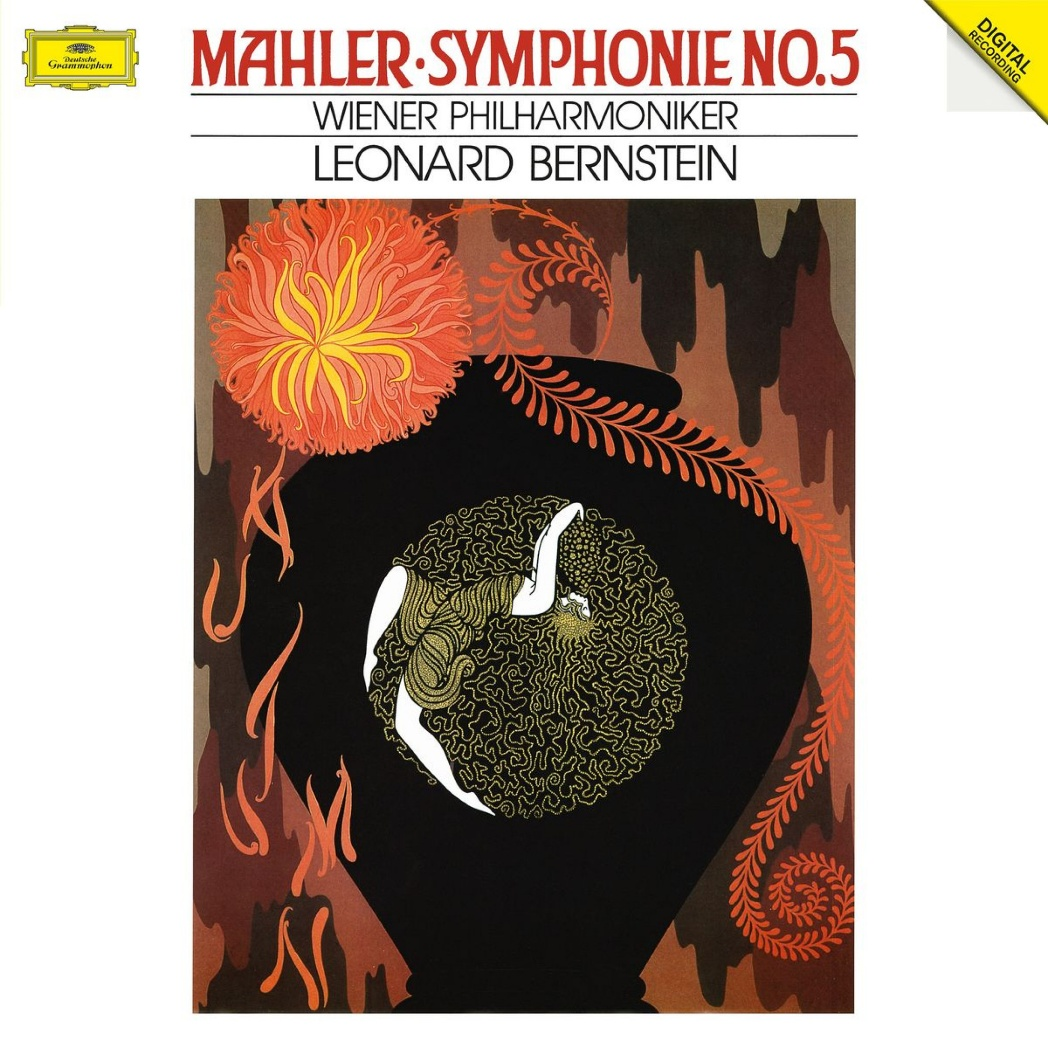 Deutsche
Grammophon
MAHLER·SYMPHONIE NO.5
WIENER PHILHARMONIKER
LEONARD BERNSTEIN
DIGITAL
RECORDING